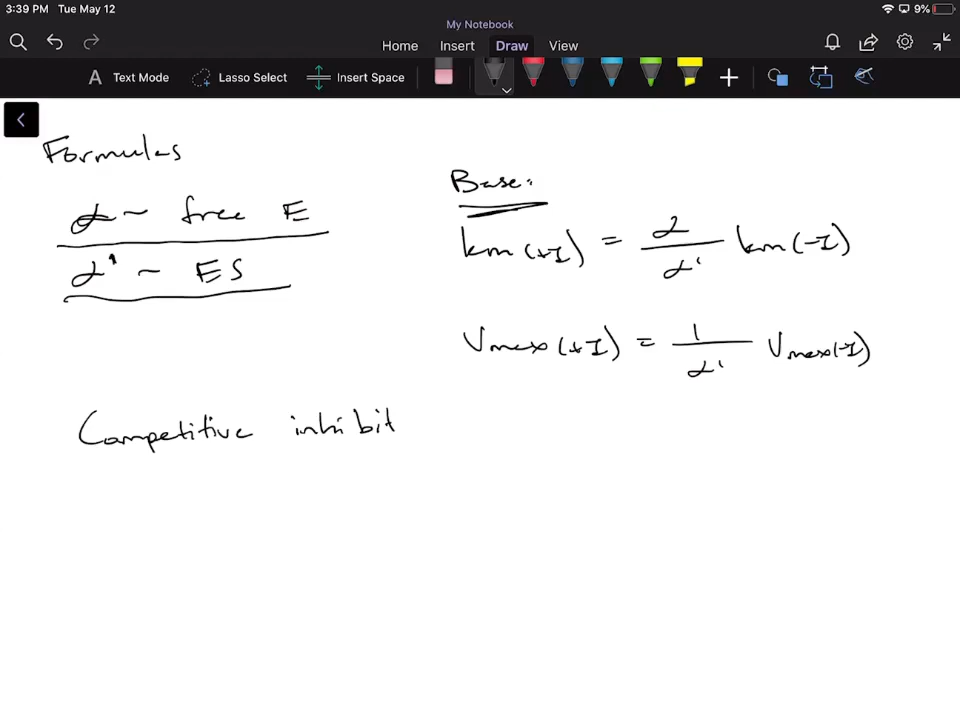 3:39 PM Tue May 12
9%
My Notebook
Home Insert Draw View
A Text Mode Lasso Select Insert Space
Formulas
α ~ free E
α' ~ ES
Base:
km(+I) = α/α' km(-I)
Vmax(+I) = 1/α' Vmax(-I)
Competitive inhibit